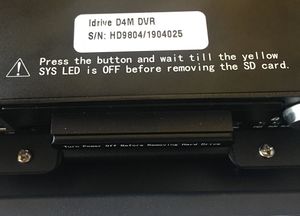 Idrive D4M DVR
S/N: HD9804/1904025
Press the button and wait till the yellow
SYS LED is OFF before removing the SD card.
Turn Power Off Before Removing Hard Drive